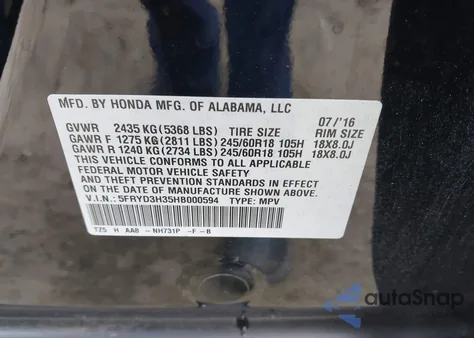 MFD. BY HONDA MFG. OF ALABAMA, LLC 07/'16
GVWR 2435 KG(5368 LBS) TIRE SIZE RIM SIZE
GAWR F 1275 KG(2811 LBS) 245/60R18 105H 18X8.0J
GAWR R 1240 KG(2734 LBS) 245/60R18 105H 18X8.0J
THIS VEHICLE CONFORMS TO ALL APPLICABLE
FEDERAL MOTOR VEHICLE SAFETY
AND THEFT PREVENTION STANDARDS IN EFFECT
ON THE DATE OF MANUFACTURE SHOWN ABOVE.
V.I.N.: 5FRYD3H35HB000594 TYPE: MPV
TZ5 H AA8 - NH731P -F-B
autoSnap